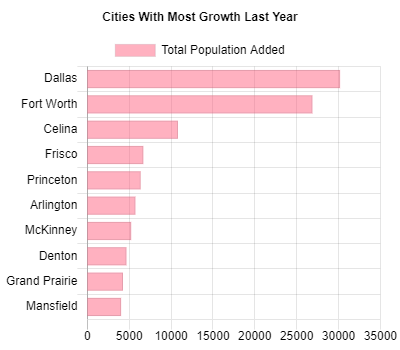 Cities With Most Growth Last Year
Total Population Added
Dallas
Fort Worth
Celina
Frisco
Princeton
Arlington
McKinney
Denton
Grand Prairie
Mansfield
0 5000 10000 15000 20000 25000 30000 35000